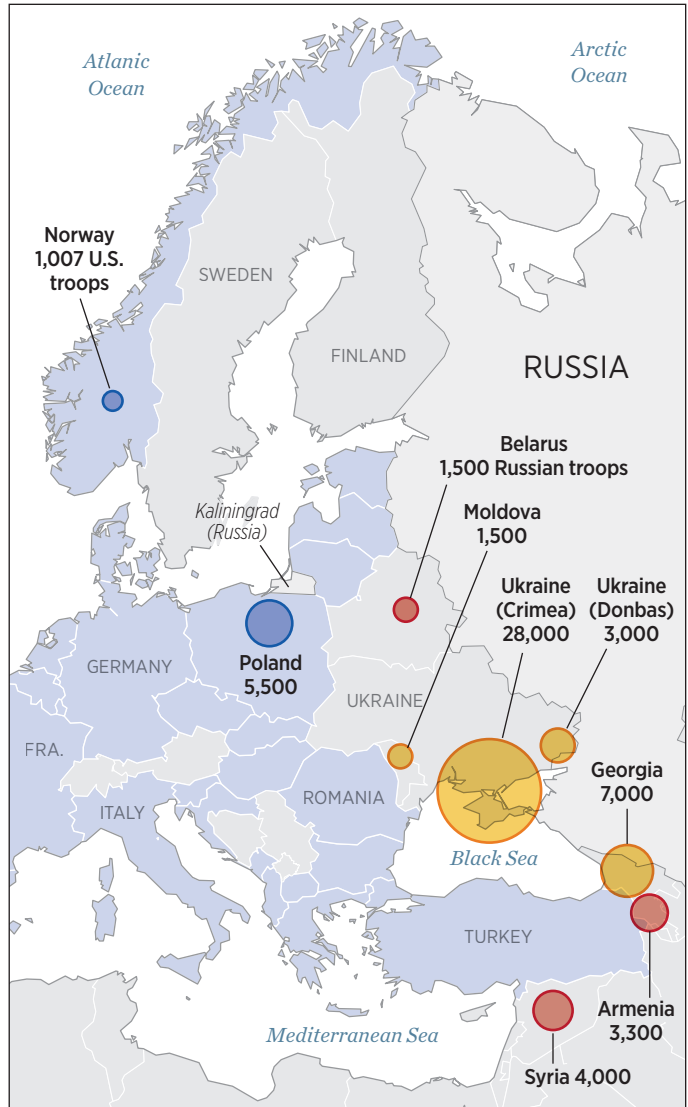 Atlanic
Ocean
Arctic
Ocean
Norway
1,007 U.S.
troops
SWEDEN
FINLAND
RUSSIA
Belarus
1,500 Russian troops
Kaliningrad
(Russia)
Moldova
1,500
Ukraine
(Crimea)
28,000
Ukraine
(Donbas)
3,000
GERMANY
Poland
5,500
UKRAINE
FRA.
ITALY
ROMANIA
Georgia
7,000
Black Sea
TURKEY
Armenia
3,300
Mediterranean Sea
Syria 4,000